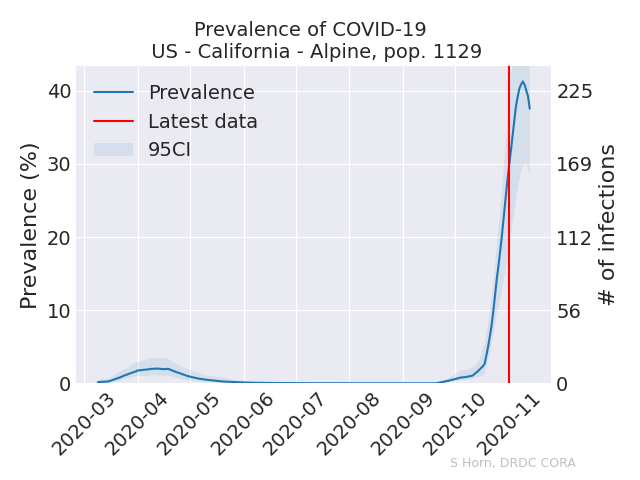 Prevalence of COVID-19
US - California - Alpine, pop. 1129
Prevalence
Latest data
95CI
Prevalence (%)
40
30
20
10
0
225
169
112
56
0
# of infections
2020-03
2020-04
2020-05
2020-06
2020-07
2020-08
2020-09
2020-10
2020-11
S Horn, DRDC CORA